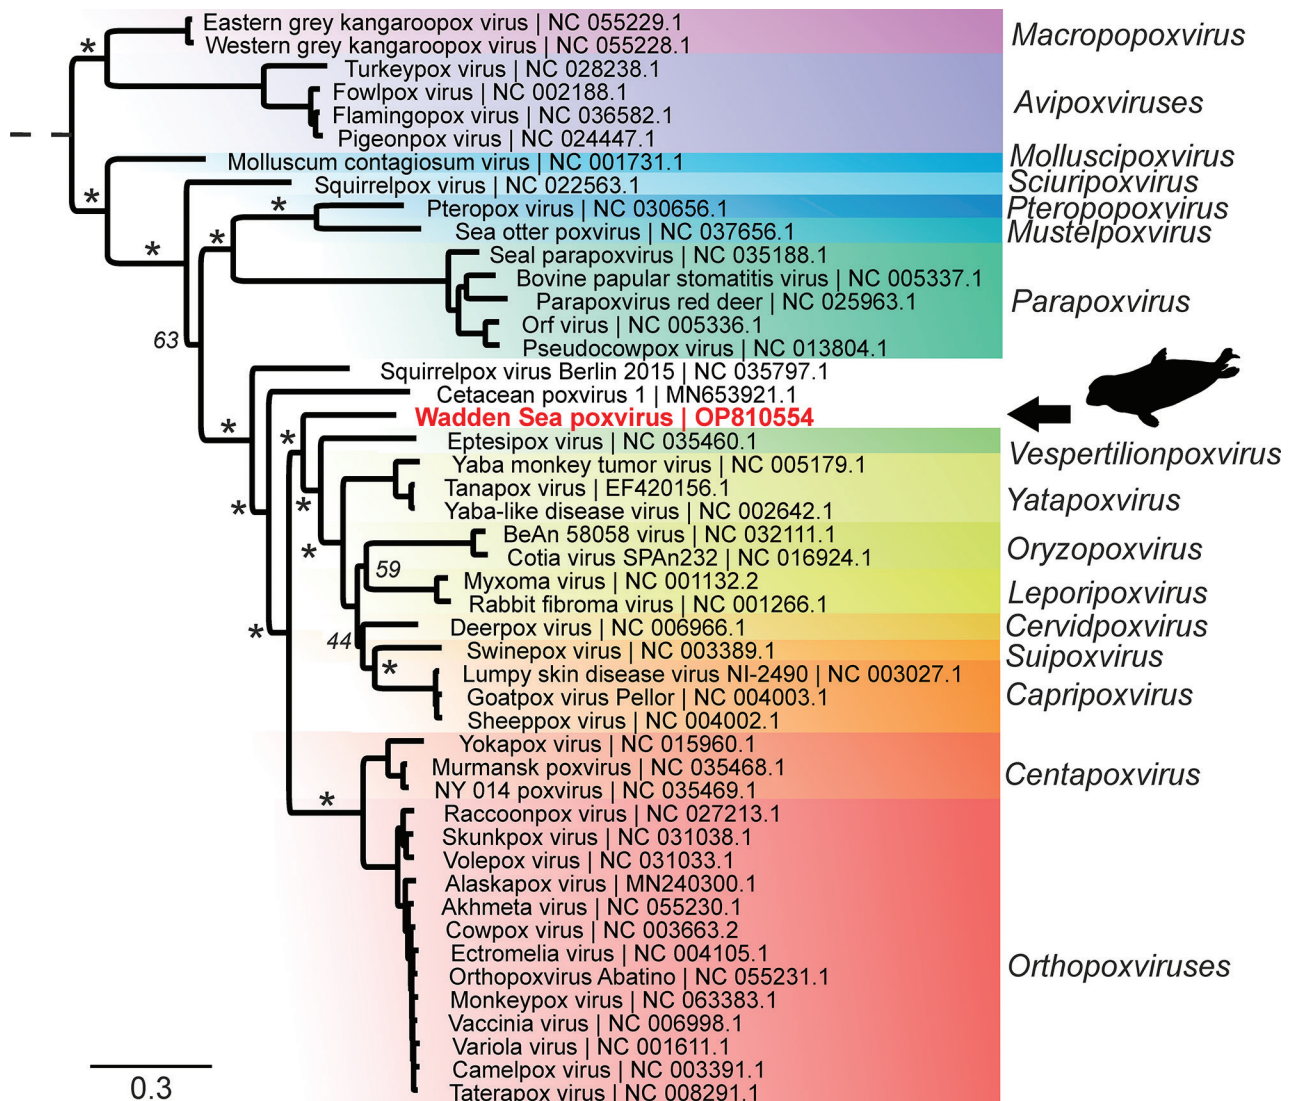 Eastern grey kangaroopox virus | NC 055229.1
Western grey kangaroopox virus | NC 055228.1
Macropopoxvirus
Turkeypox virus | NC 028238.1
Fowlpox virus | NC 002188.1
Flamingopox virus | NC 036582.1
Pigeonpox virus | NC 024447.1
Avipoxviruses
Molluscum contagiosum virus | NC 001731.1
Molluscipoxvirus
Squirrelpox virus | NC 022563.1
Sciuripoxvirus
Pteropox virus | NC 030656.1
Pteropopoxvirus
Sea otter poxvirus | NC 037656.1
Mustelpoxvirus
Seal parapoxvirus | NC 035188.1
Bovine papular stomatitis virus | NC 005337.1
Parapoxvirus red deer | NC 025963.1
Orf virus | NC 005336.1
Pseudocowpox virus | NC 013804.1
Parapoxvirus
Squirrelpox virus Berlin 2015 | NC 035797.1
Cetacean poxvirus 1 | MN653921.1
Wadden Sea poxvirus | OP810554
Eptesipox virus | NC 035460.1
Vespertilionpoxvirus
Yaba monkey tumor virus | NC 005179.1
Tanapox virus | EF420156.1
Yaba-like disease virus | NC 002642.1
Yatapoxvirus
BeAn 58058 virus | NC 032111.1
Cotia virus SPAn232 | NC 016924.1
Oryzopoxvirus
Myxoma virus | NC 001132.2
Rabbit fibroma virus | NC 001266.1
Leporipoxvirus
Deerpox virus | NC 006966.1
Cervidpoxvirus
Swinepox virus | NC 003389.1
Suipoxvirus
Lumpy skin disease virus NI-2490 | NC 003027.1
Goatpox virus Pellor | NC 004003.1
Sheeppox virus | NC 004002.1
Capripoxvirus
Yokapox virus | NC 015960.1
Murmansk poxvirus | NC 035468.1
NY 014 poxvirus | NC 035469.1
Centapoxvirus
Raccoonpox virus | NC 027213.1
Skunkpox virus | NC 031038.1
Volepox virus | NC 031033.1
Alaskapox virus | MN240300.1
Akhmeta virus | NC 055230.1
Cowpox virus | NC 003663.2
Ectromelia virus | NC 004105.1
Orthopoxvirus Abatino | NC 055231.1
Monkeypox virus | NC 063383.1
Vaccinia virus | NC 006998.1
Variola virus | NC 001611.1
Camelpox virus | NC 003391.1
Taterapox virus | NC 008291.1
Orthopoxviruses
*
*
*
*
*
63
*
*
*
*
*
*
59
44
*
*
0.3